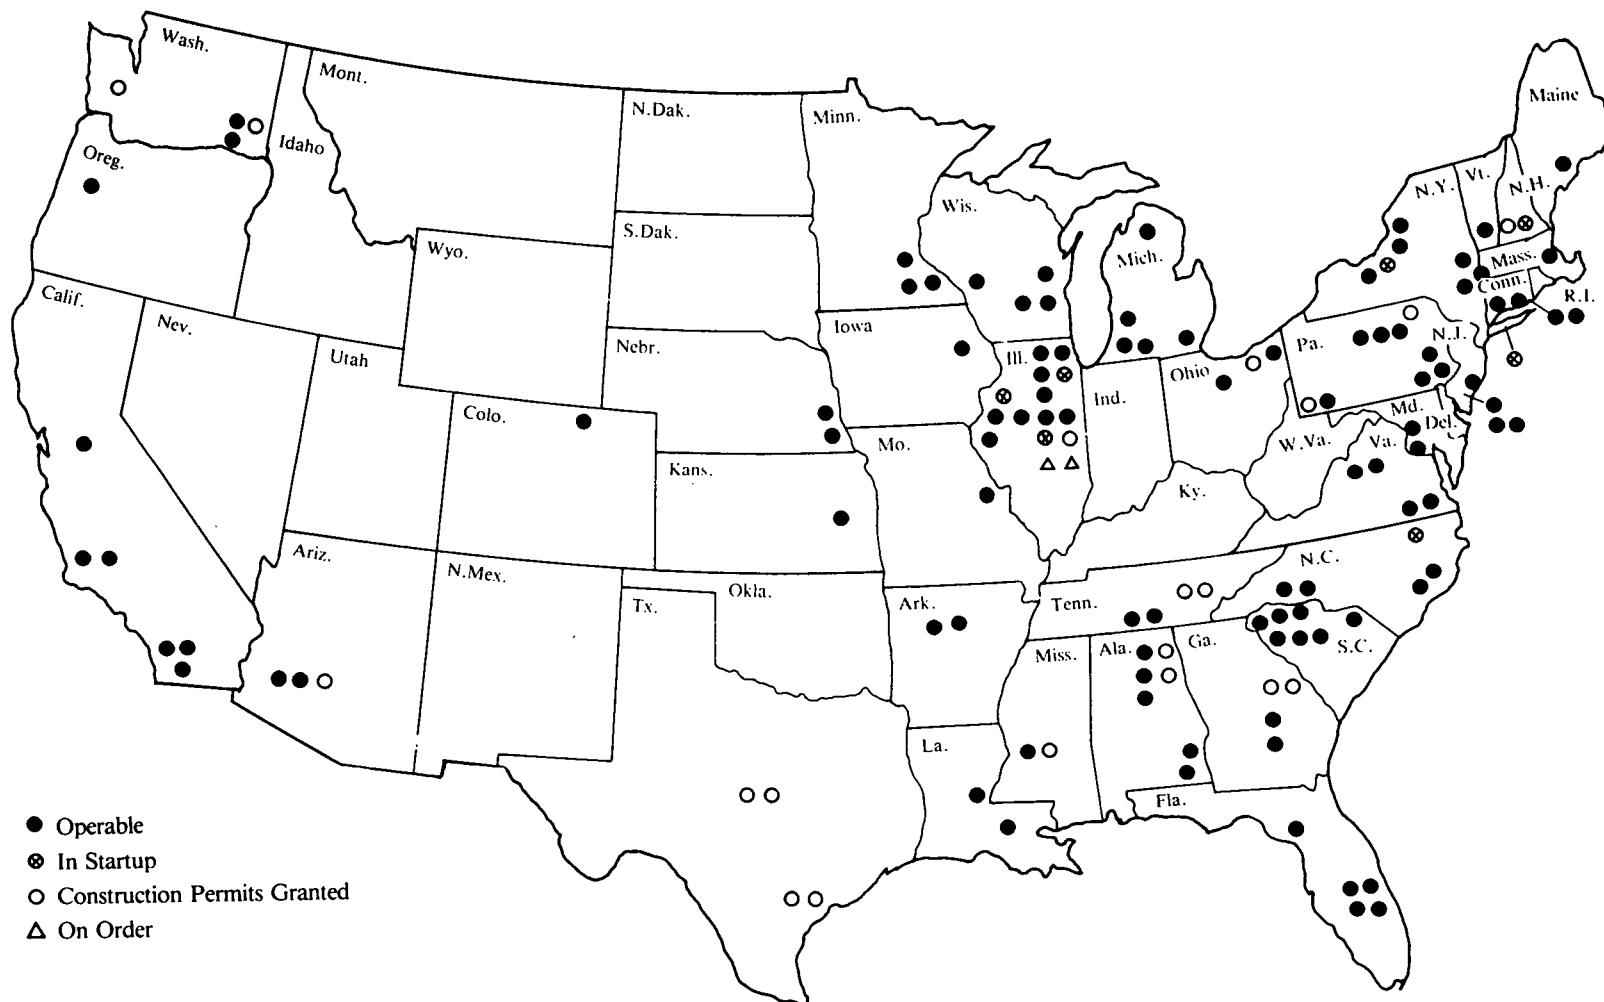 Wash.
Mont.
N.Dak.
Minn.
Maine
Idaho
Oreg.
N.Y.
Vt.
N.H.
Wis.
S.Dak.
Wyo.
Mich.
Mass.
Conn.
R.I.
Calif.
Nev.
Iowa
Nebr.
Utah
Ill.
Pa.
N.J.
Ohio
Ind.
Colo.
Md.
Del.
Mo.
W.Va.
Va.
Kans.
Ky.
Ariz.
N.Mex.
N.C.
Okla.
Tx.
Ark.
Tenn.
Miss.
Ala.
Ga.
S.C.
La.
Fla.
Operable
In Startup
Construction Permits Granted
On Order